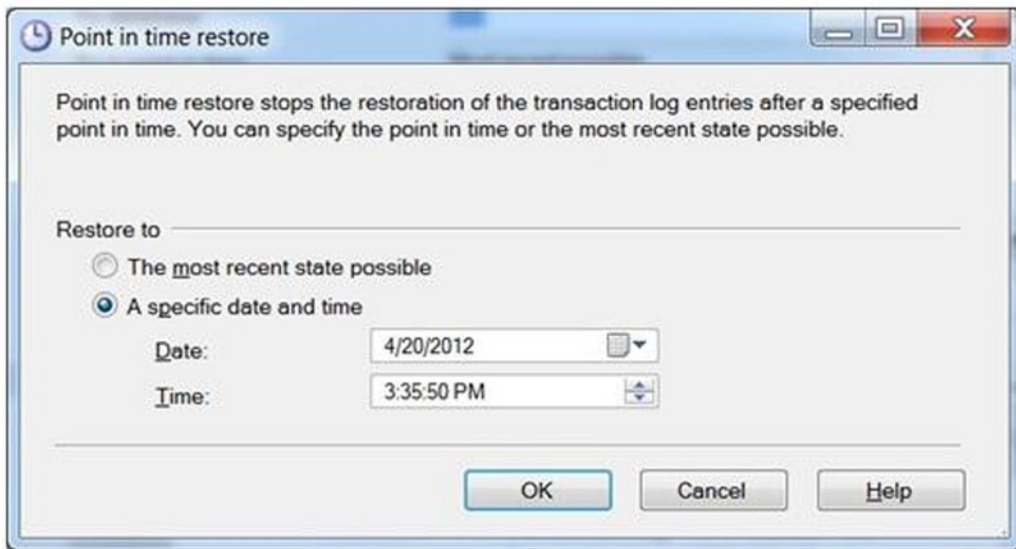 Point in time restore
Point in time restore stops the restoration of the transaction log entries after a specified
point in time. You can specify the point in time or the most recent state possible.
Restore to
The most recent state possible
A specific date and time
Date: 4/20/2012
Time: 3:35:50 PM
OK Cancel Help